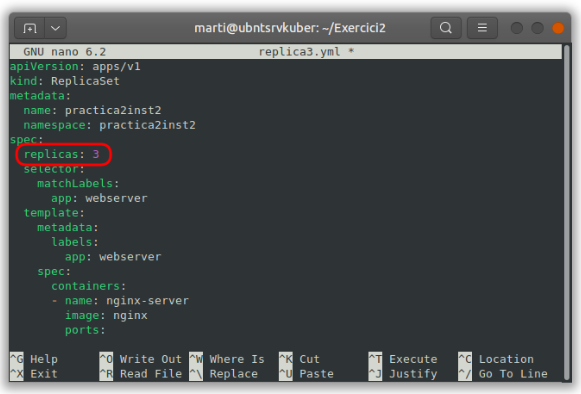 marti@ubntsrvkuber: ~/Exercici2
GNU nano 6.2 replica3.yml *
apiVersion: apps/v1
kind: ReplicaSet
metadata:
  name: practica2inst2
  namespace: practica2inst2
spec:
  replicas: 3
  selector:
    matchLabels:
      app: webserver
  template:
    metadata:
      labels:
        app: webserver
    spec:
      containers:
      - name: nginx-server
        image: nginx
        ports:
^G Help ^O Write Out ^W Where Is ^K Cut ^T Execute ^C Location
^X Exit ^R Read File ^\ Replace ^U Paste ^J Justify ^/ Go To Line